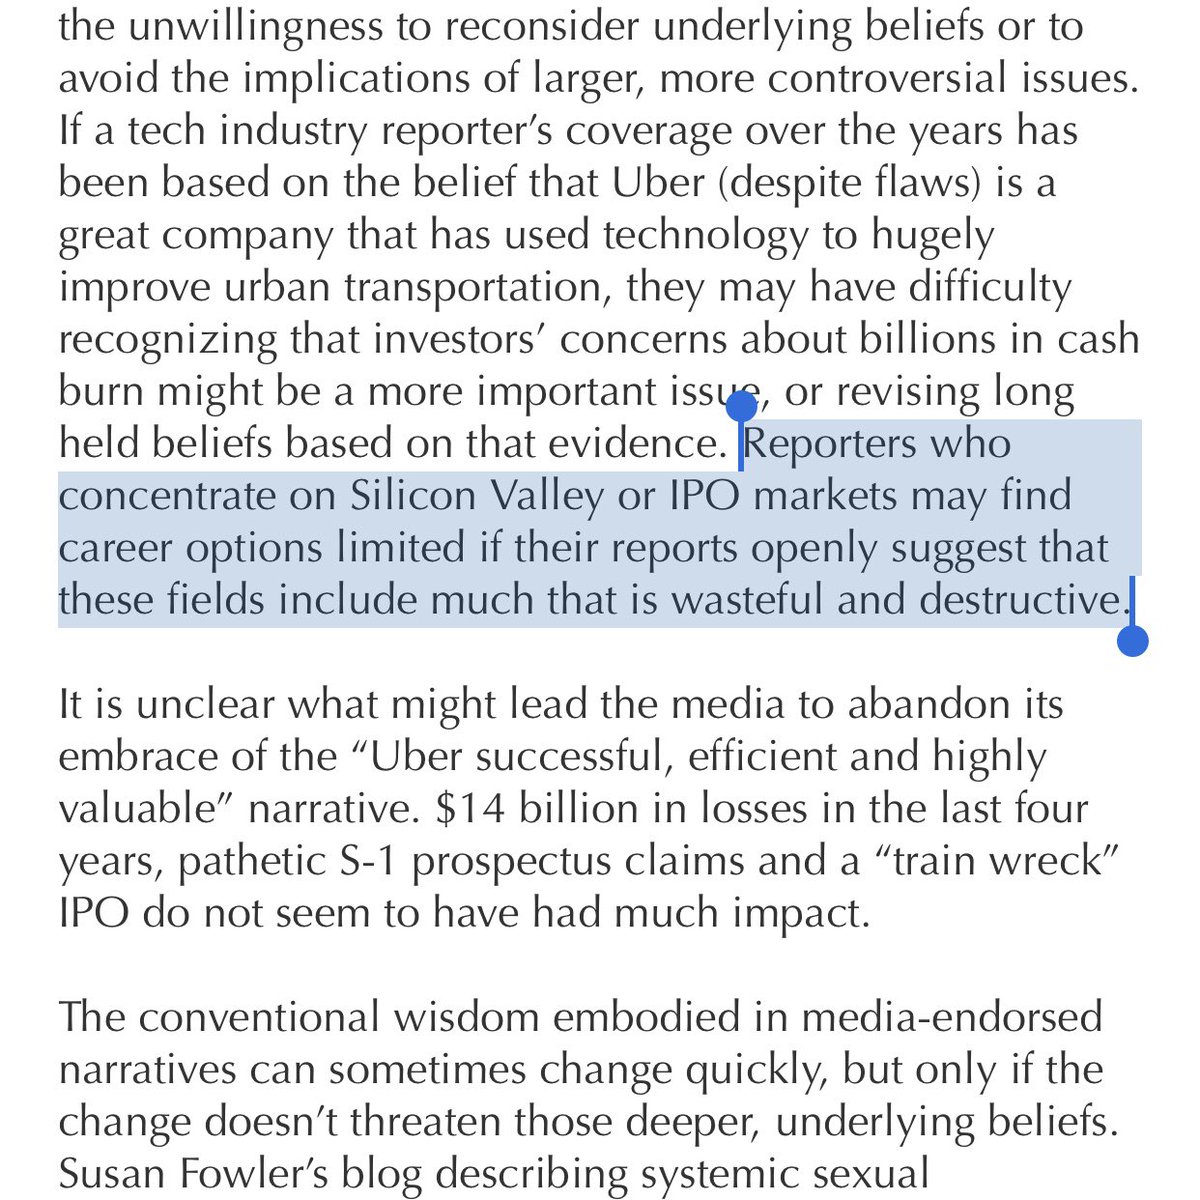 the unwillingness to reconsider underlying beliefs or to
avoid the implications of larger, more controversial issues.
If a tech industry reporter’s coverage over the years has
been based on the belief that Uber (despite flaws) is a
great company that has used technology to hugely
improve urban transportation, they may have difficulty
recognizing that investors’ concerns about billions in cash
burn might be a more important issue, or revising long
held beliefs based on that evidence. Reporters who
concentrate on Silicon Valley or IPO markets may find
career options limited if their reports openly suggest that
these fields include much that is wasteful and destructive.
It is unclear what might lead the media to abandon its
embrace of the “Uber successful, efficient and highly
valuable” narrative. $14 billion in losses in the last four
years, pathetic S-1 prospectus claims and a “train wreck”
IPO do not seem to have had much impact.
The conventional wisdom embodied in media-endorsed
narratives can sometimes change quickly, but only if the
change doesn’t threaten those deeper, underlying beliefs.
Susan Fowler’s blog describing systemic sexual